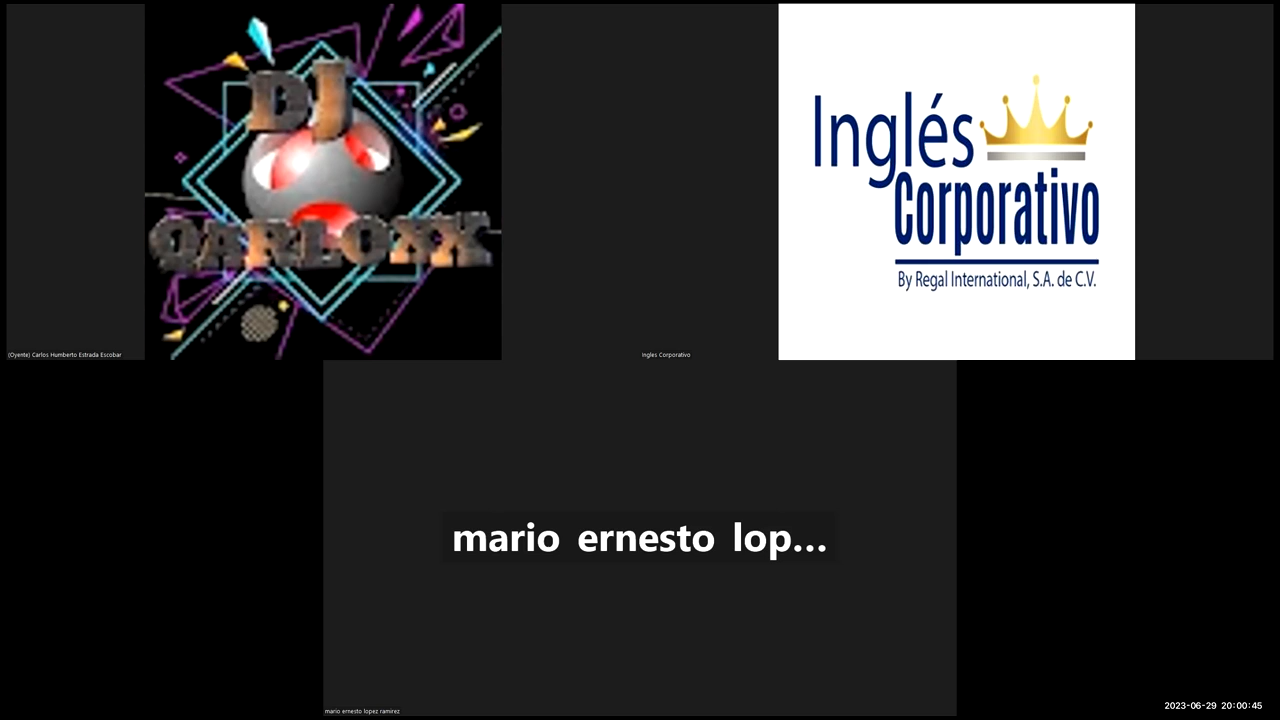 DJ
QARLOXX
(Oyente) Carlos Humberto Estrada Escobar
Inglés
Corporativo
By Regal International, S.A. de C.V.
Ingles Corporativo
mario ernesto lop...
mario ernesto lopez ramirez
2023-06-29 20:00:45